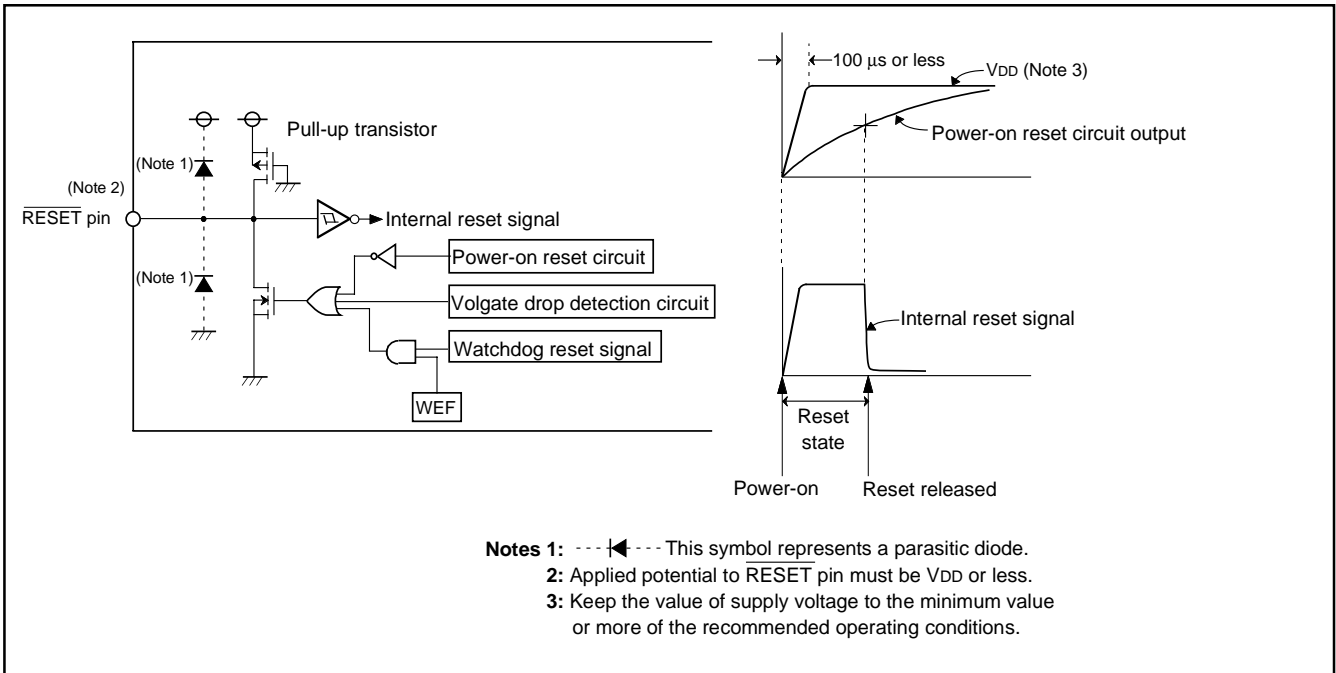 Pull-up transistor
(Note 1)
(Note 2)
RESET pin
Internal reset signal
(Note 1)
Power-on reset circuit
Volgate drop detection circuit
Watchdog reset signal
WEF
100 μs or less
VDD (Note 3)
Power-on reset circuit output
Internal reset signal
Reset
state
Power-on
Reset released
Notes 1: This symbol represents a parasitic diode.
2: Applied potential to RESET pin must be VDD or less.
3: Keep the value of supply voltage to the minimum value
or more of the recommended operating conditions.